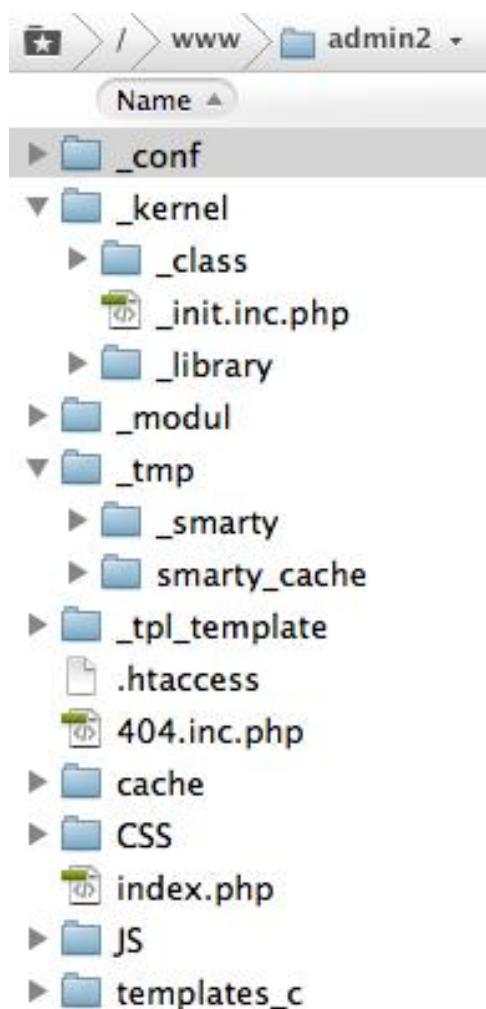 / www admin2
Name
_conf
_kernel
_class
_init.inc.php
_library
_modul
_tmp
_smarty
smarty_cache
_tpl_template
.htaccess
404.inc.php
cache
CSS
index.php
JS
templates_c